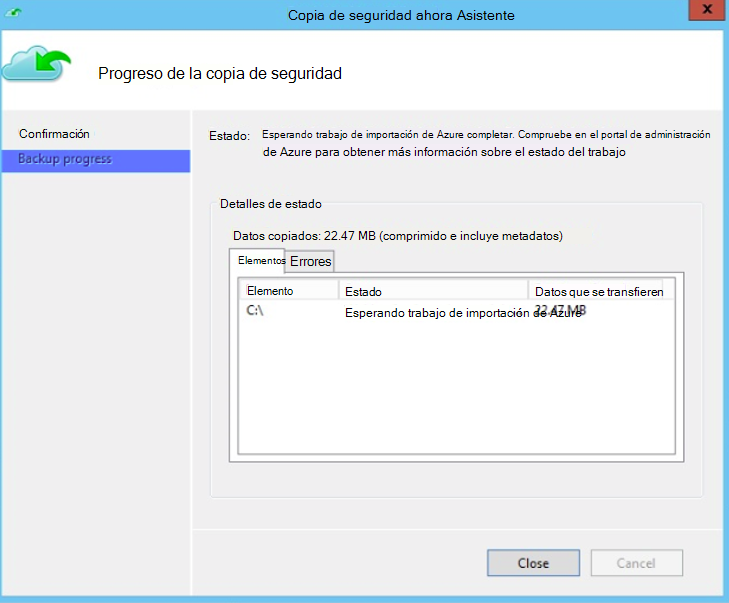 Copia de seguridad ahora Asistente
x
Progreso de la copia de seguridad
Confirmación
Backup progress
Estado: Esperando trabajo de importación de Azure completar. Compruebe en el portal de administración
de Azure para obtener más información sobre el estado del trabajo
Detalles de estado
Datos copiados: 22.47 MB (comprimido e incluye metadatos)
Elementos Errores
Elemento Estado Datos que se transfieren
C:\ Esperando trabajo de importación de Azure 22.47 MB
Close Cancel